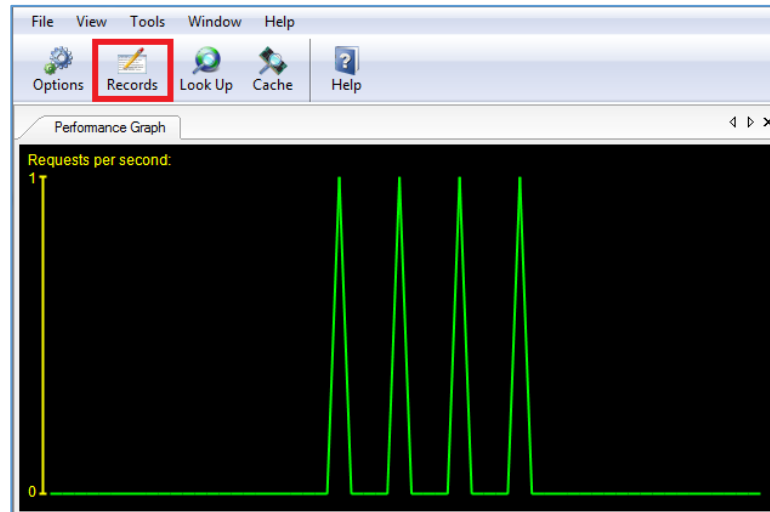 File View Tools Window Help
Options Records Look Up Cache Help
Performance Graph
Requests per second:
1
0